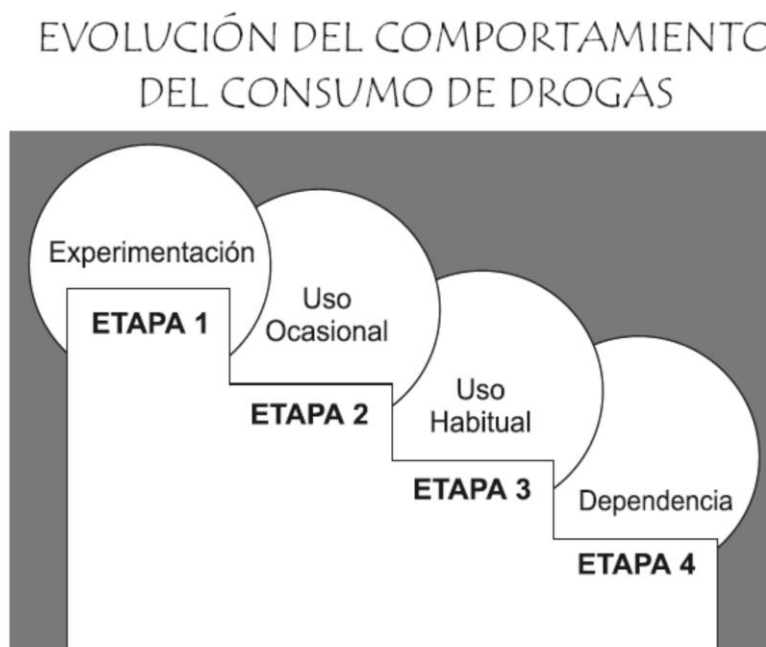 EVOLUCIÓN DEL COMPORTAMIENTO
DEL CONSUMO DE DROGAS
Experimentación
ETAPA 1
Uso
Ocasional
ETAPA 2
Uso
Habitual
ETAPA 3
Dependencia
ETAPA 4